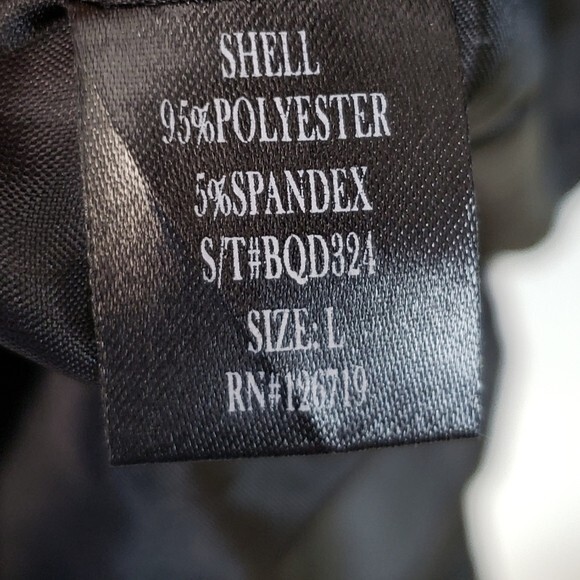 SHELL
95%POLYESTER
5%SPANDEX
S/T#BQD324
SIZE: L
RN#126719